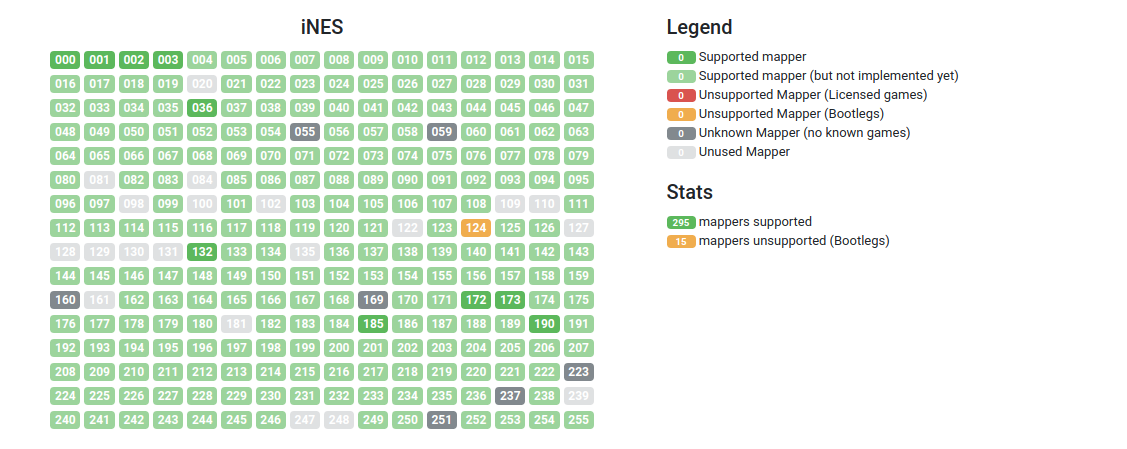 iNES
000 001 002 003 004 005 006 007 008 009 010 011 012 013 014 015
016 017 018 019 020 021 022 023 024 025 026 027 028 029 030 031
032 033 034 035 036 037 038 039 040 041 042 043 044 045 046 047
048 049 050 051 052 053 054 055 056 057 058 059 060 061 062 063
064 065 066 067 068 069 070 071 072 073 074 075 076 077 078 079
080 081 082 083 084 085 086 087 088 089 090 091 092 093 094 095
096 097 098 099 100 101 102 103 104 105 106 107 108 109 110 111
112 113 114 115 116 117 118 119 120 121 122 123 124 125 126 127
128 129 130 131 132 133 134 135 136 137 138 139 140 141 142 143
144 145 146 147 148 149 150 151 152 153 154 155 156 157 158 159
160 161 162 163 164 165 166 167 168 169 170 171 172 173 174 175
176 177 178 179 180 181 182 183 184 185 186 187 188 189 190 191
192 193 194 195 196 197 198 199 200 201 202 203 204 205 206 207
208 209 210 211 212 213 214 215 216 217 218 219 220 221 222 223
224 225 226 227 228 229 230 231 232 233 234 235 236 237 238 239
240 241 242 243 244 245 246 247 248 249 250 251 252 253 254 255
Legend
0 Supported mapper
0 Supported mapper (but not implemented yet)
0 Unsupported Mapper (Licensed games)
0 Unsupported Mapper (Bootlegs)
0 Unknown Mapper (no known games)
0 Unused Mapper
Stats
295 mappers supported
15 mappers unsupported (Bootlegs)